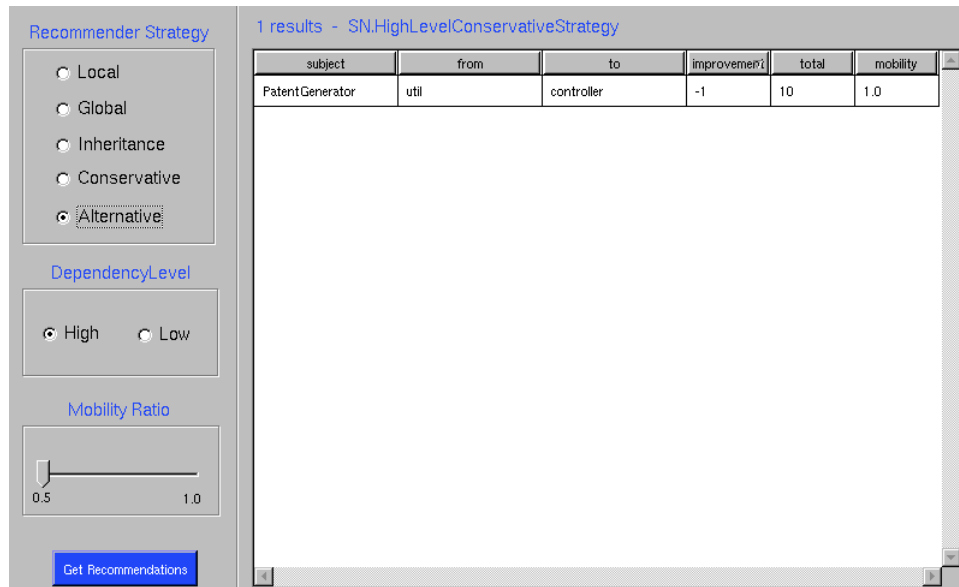 Recommender Strategy
Local
Global
Inheritance
Conservative
Alternative
DependencyLevel
High Low
Mobility Ratio
0.5 1.0
Get Recommendations
1 results - SN.HighLevelConservativeStrategy
subject from to improvement total mobility
PatentGenerator util controller -1 10 1.0